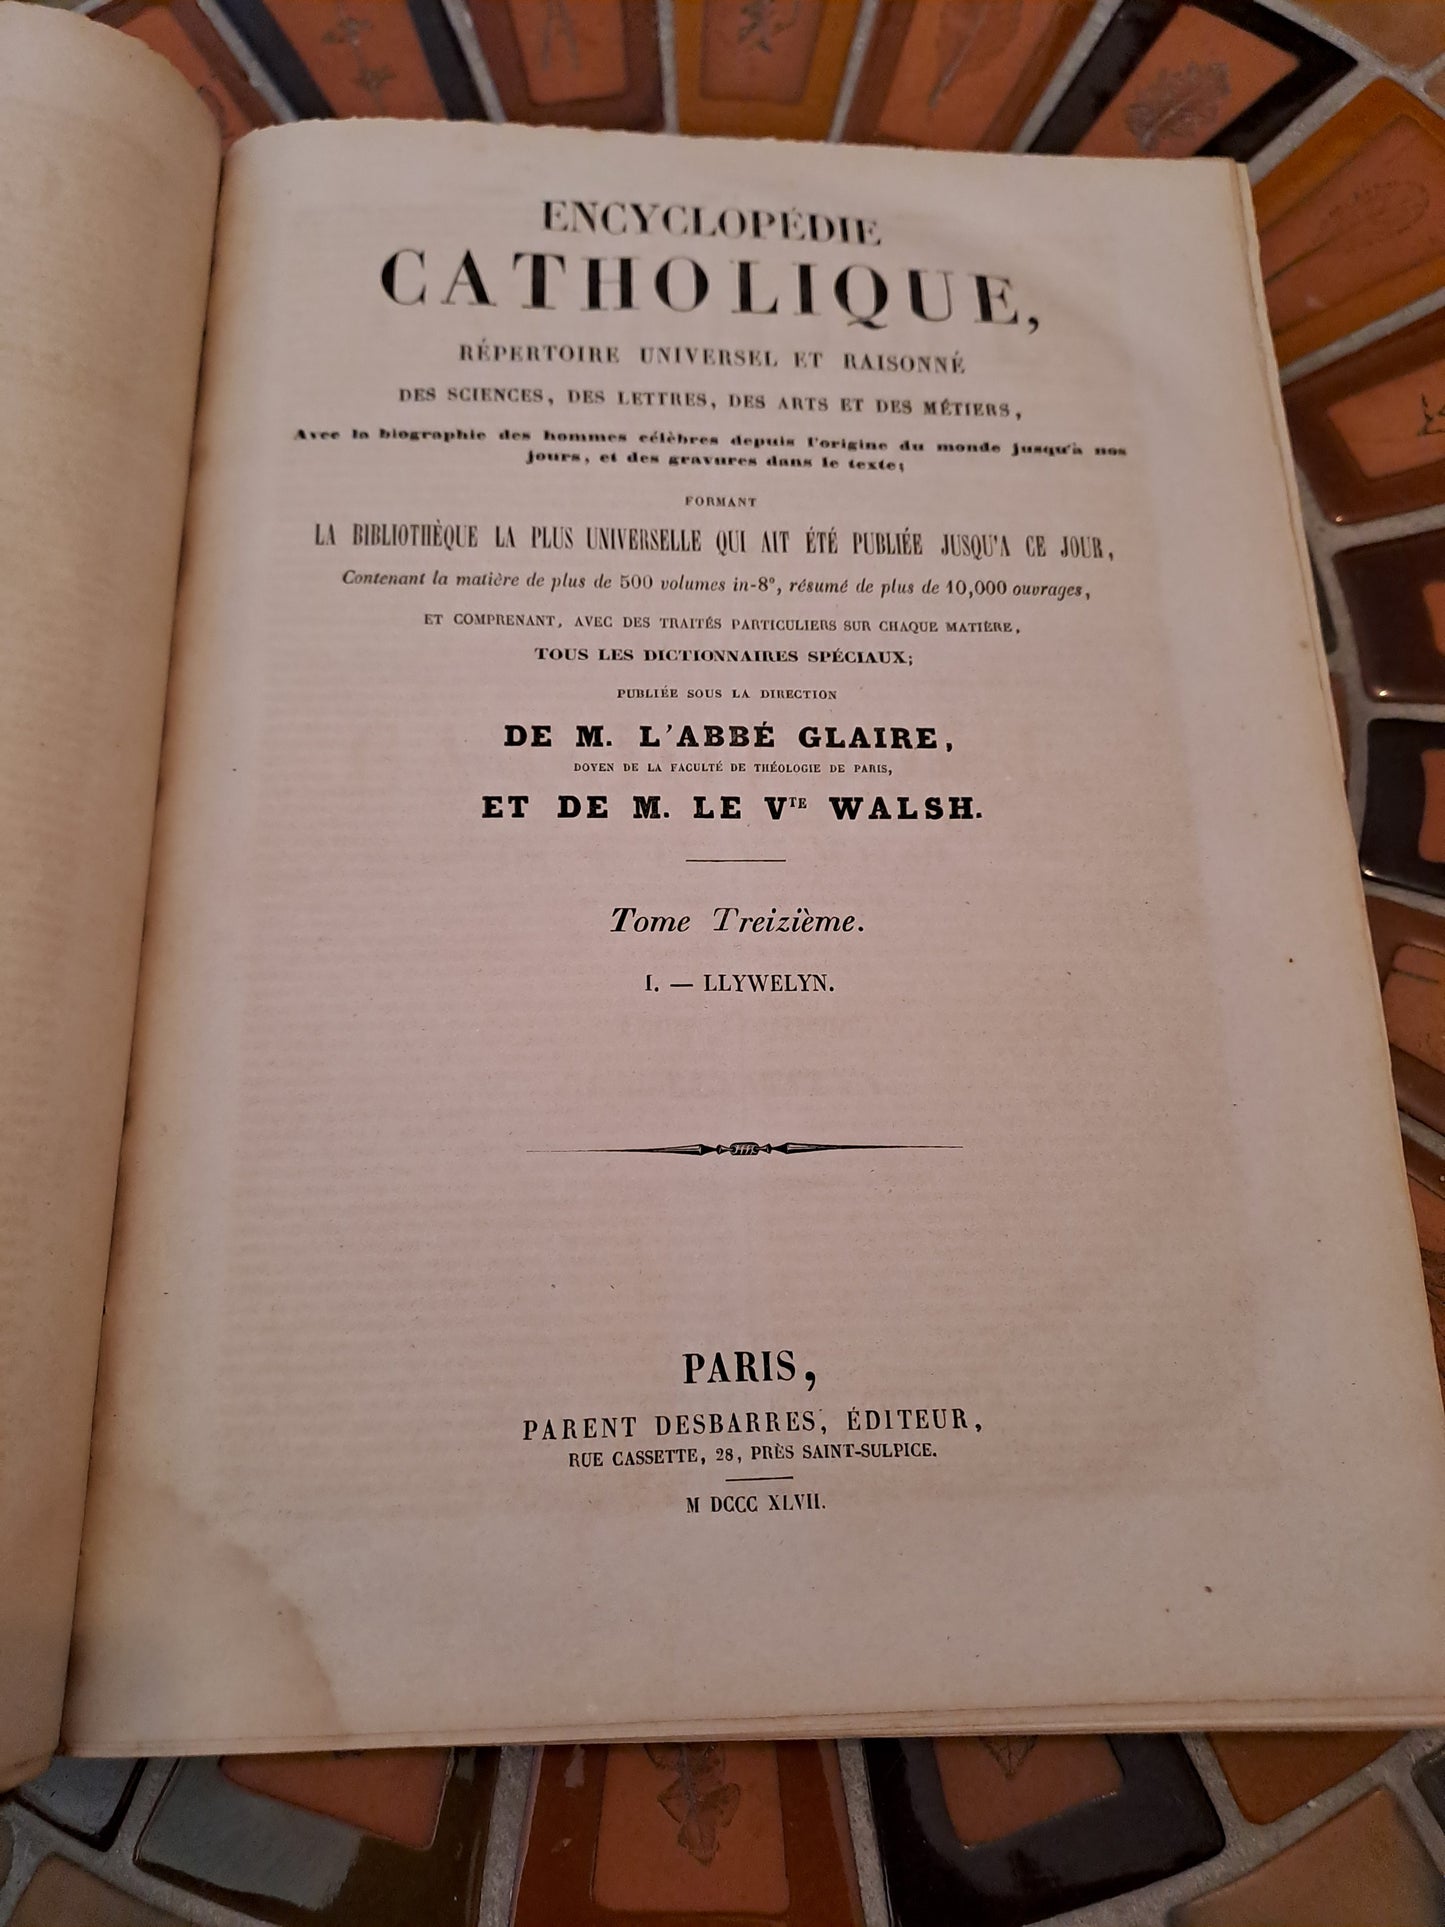 ENCYCLOPÉDIE
CATHOLIQUE,
RÉPERTOIRE UNIVERSEL ET RAISONNÉ
DES SCIENCES, DES LETTRES, DES ARTS ET DES MÉTIERS,
Avec la biographie des hommes célèbres depuis l'origine du monde jusqu'à nos
jours, et des gravures dans le texte;
FORMANT
LA BIBLIOTHÈQUE LA PLUS UNIVERSELLE QUI AIT ÉTÉ PUBLIÉE JUSQU'A CE JOUR,
Contenant la matière de plus de 500 volumes in-8°, résumé de plus de 10,000 ouvrages,
ET COMPRENANT, AVEC DES TRAITÉS PARTICULIERS SUR CHAQUE MATIÈRE,
TOUS LES DICTIONNAIRES SPÉCIAUX;
PUBLIÉE SOUS LA DIRECTION
DE M. L'ABBÉ GLAIRE,
DOYEN DE LA FACULTÉ DE THÉOLOGIE DE PARIS,
ET DE M. LE VTE WALSH.
Tome Treizième.
I. — LLYWELYN.
PARIS,
PARENT DESBARRES, ÉDITEUR,
RUE CASSETTE, 28, PRÈS SAINT-SULPICE.
M DCCC XLVII.